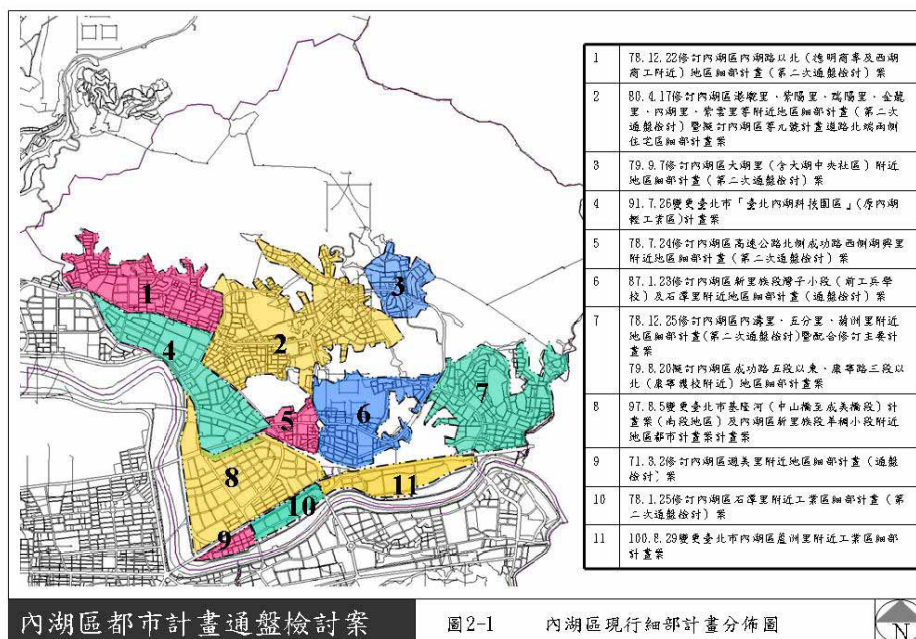 1
2
3
4
5
6
7
8
9
10
11
1
78.12.22修訂內湖區內湖路以北(德明商專及西湖
商工附近)地區細部計畫(第二次通盤檢討)案
2
80.4.17修訂內湖區港墘里、紫陽里、瑞陽里、金龍
里、內湖里、紫雲里等附近地區細部計畫(第二次
通盤檢討)暨擬訂內湖區零元號計畫道路北端兩側
住宅區細部計畫案
3
79.9.7修訂內湖區大湖里(含大湖中央社區)附近
地區細部計畫(第二次通盤檢討)案
4
91.7.26變更臺北市「臺北內湖科技園區」(原內湖
輕工業區)計畫案
5
78.7.24修訂內湖區高速公路北側成功路西側湖興里
附近地區細部計畫(第二次通盤檢討)案
6
87.1.23修訂內湖區新里族段灣子小段(前工兵學
校)及石潭里附近地區細部計畫(通盤檢討)案
7
78.12.25修訂內湖區內溝里、五分里、葫洲里附近
地區細部計畫(第二次通盤檢討)暨配合修訂主要計
畫案
79.8.20擬訂內湖區成功路五段以東、康寧路三段以
北(康寧護校附近)地區細部計畫案
8
97.8.5變更臺北市基隆河(中山橋至成美橋段)計
畫案(南段地區)及內湖區新里族段羊稠小段附近
地區都市計畫案計畫案
9
71.3.2修訂內湖區週美里附近地區細部計畫(通盤
檢討)案
10
78.1.25修訂內湖區石潭里附近工業區細部計畫(第
二次通盤檢討)案
11
100.8.29變更臺北市內湖區蘆洲里附近工業區細部
計畫案
內湖區都市計畫通盤檢討案
圖2-1 內湖區現行細部計畫分佈圖
N